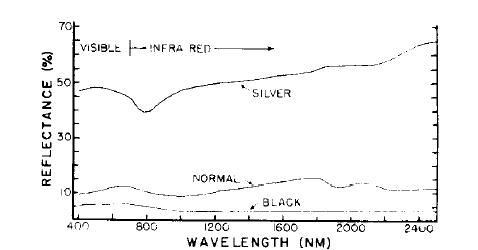 70
VISIBLE INFRA RED
50
SILVER
30
NORMAL
10
BLACK
400 800 1200 1600 2000 2400
WAVELENGTH (NM)
REFLECTANCE (%)